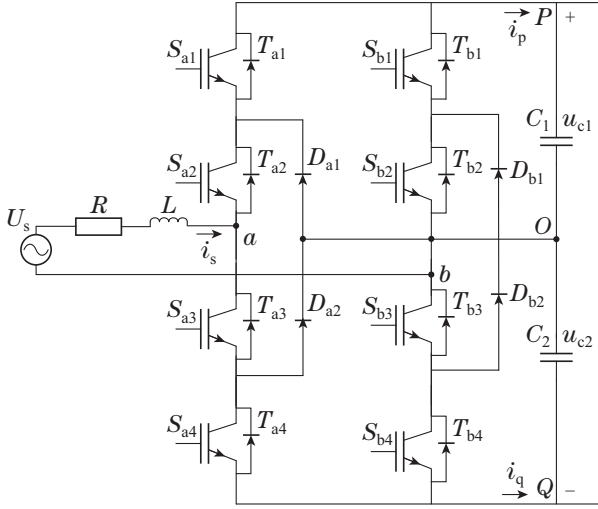 i_p P +
S_a1 T_a1 S_b1 T_b1
C_1 u_c1
S_a2 T_a2 D_a1 S_b2 T_b2 D_b1
U_s R L
i_s a O
b
S_a3 T_a3 D_a2 S_b3 T_b3 D_b2
C_2 u_c2
S_a4 T_a4 S_b4 T_b4
i_q Q −